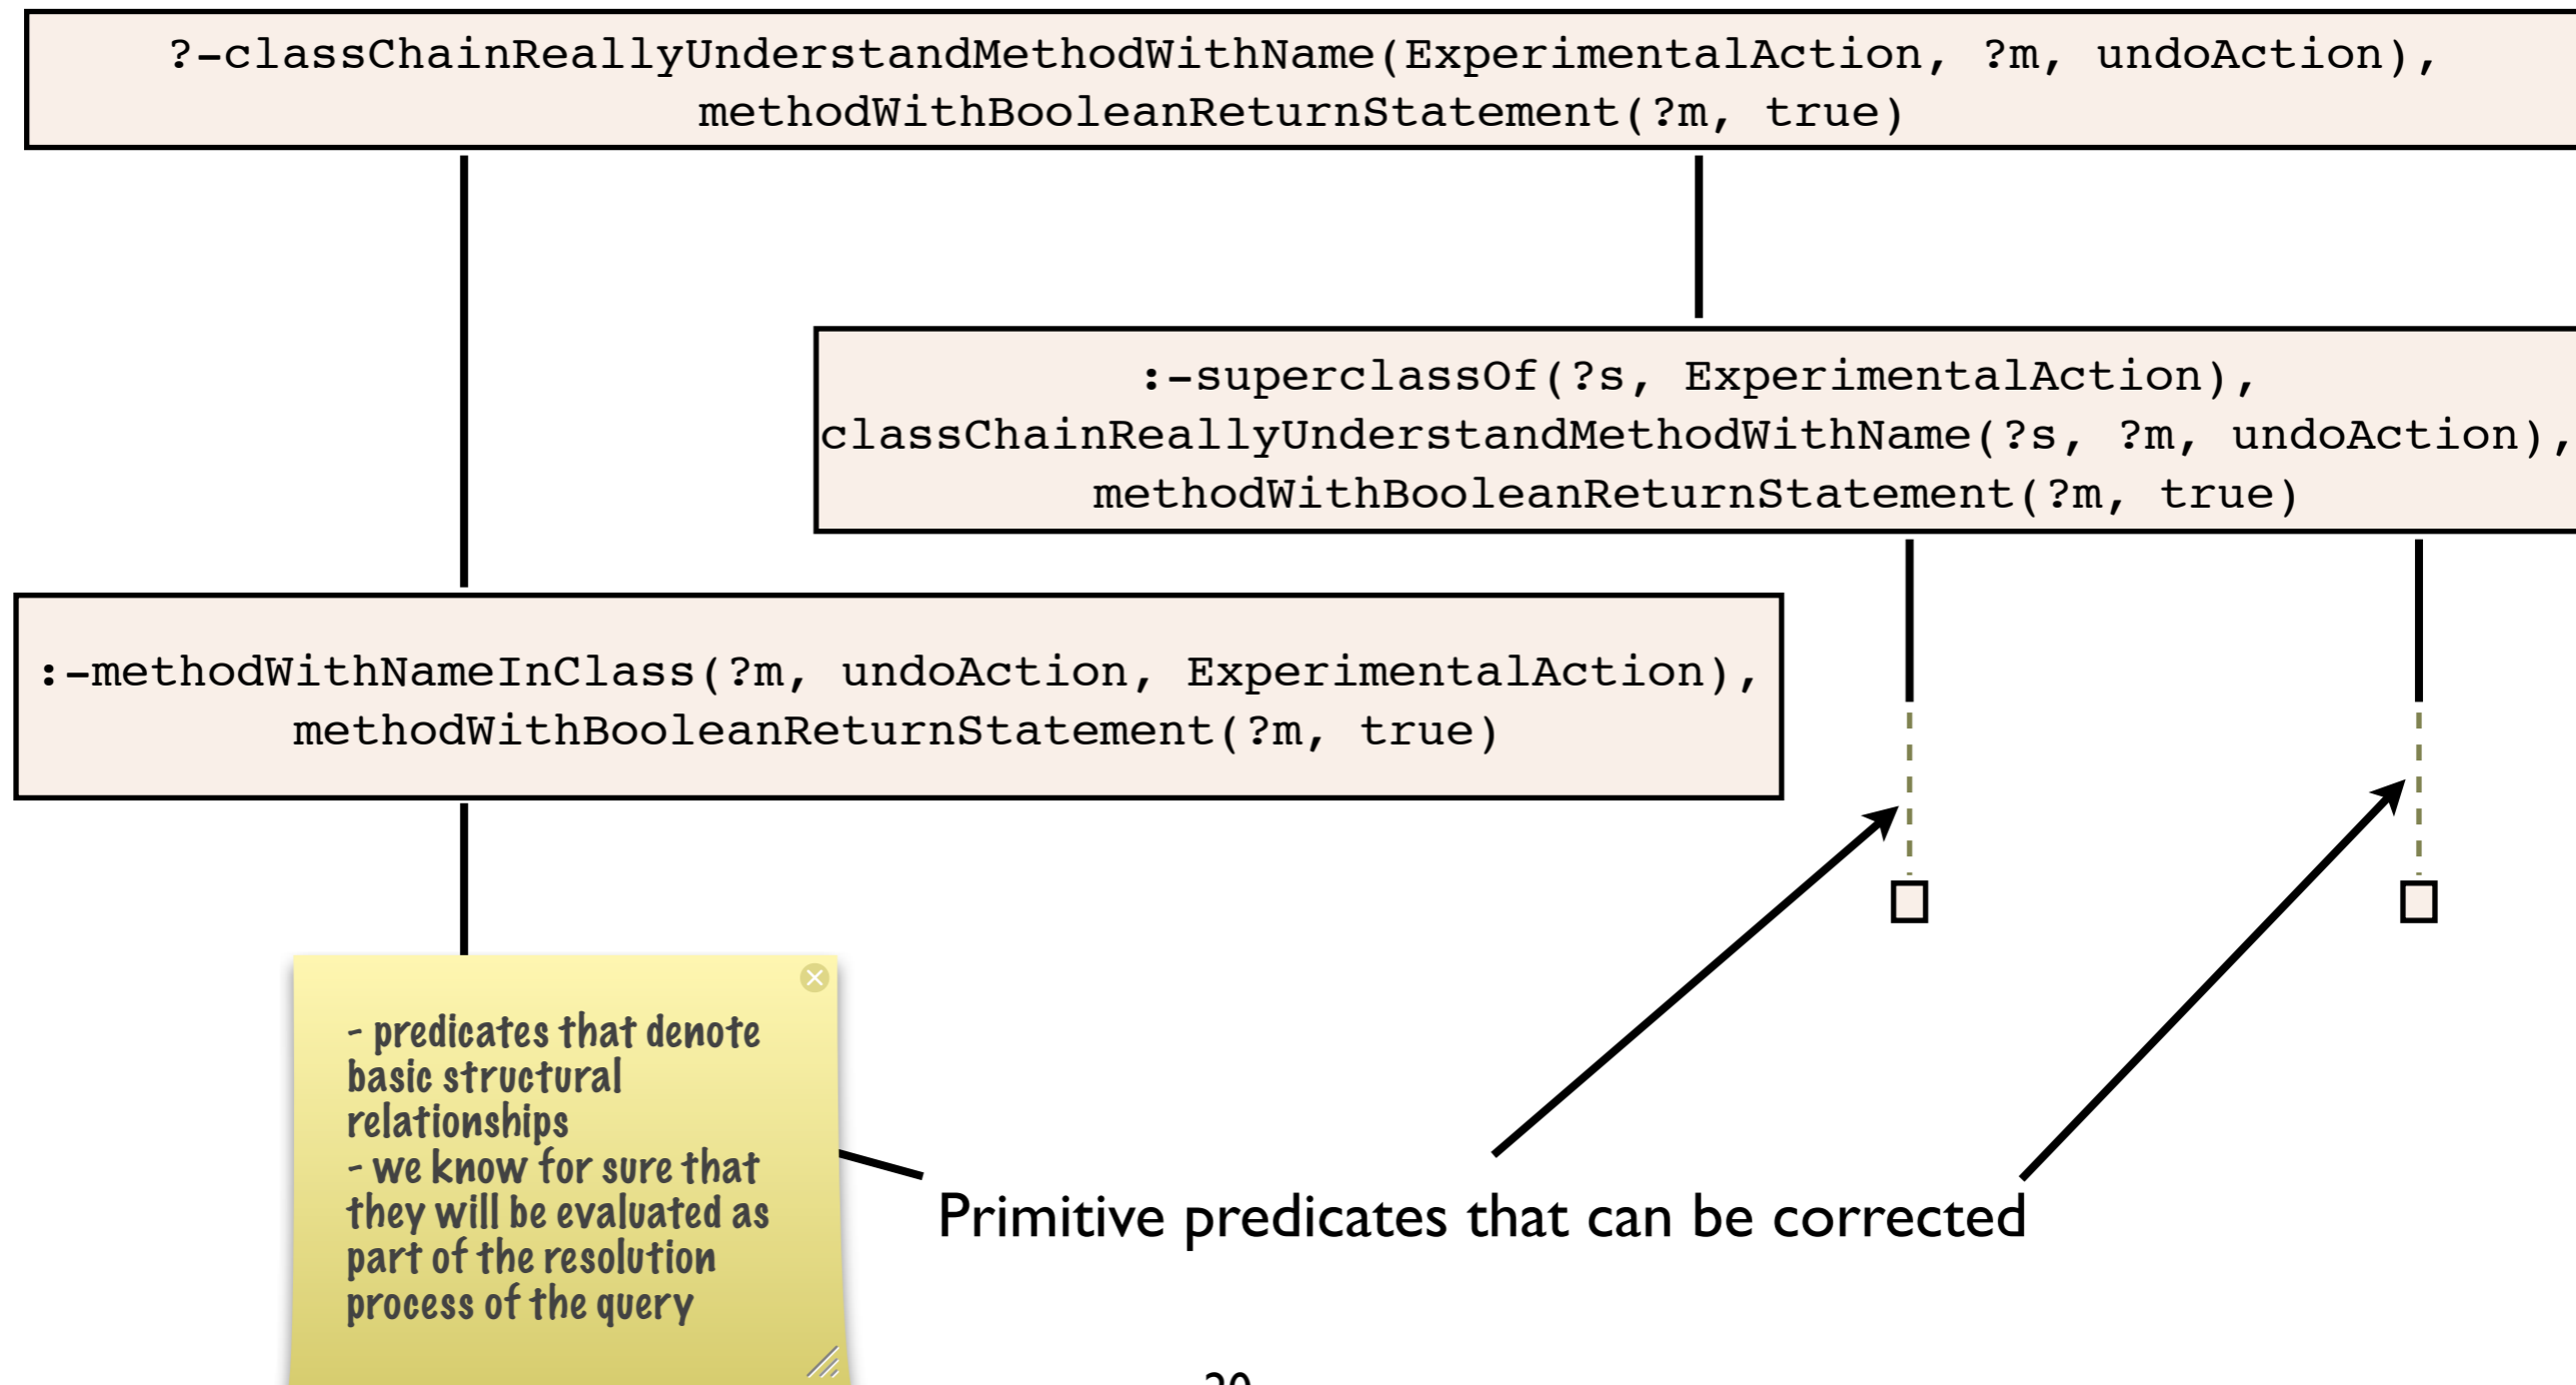 ?-classChainReallyUnderstandMethodWithName(ExperimentalAction, ?m, undoAction),
methodWithBooleanReturnStatement(?m, true)
:-superclassOf(?s, ExperimentalAction),
classChainReallyUnderstandMethodWithName(?s, ?m, undoAction),
methodWithBooleanReturnStatement(?m, true)
:-methodWithNameInClass(?m, undoAction, ExperimentalAction),
methodWithBooleanReturnStatement(?m, true)
- predicates that denote
basic structural
relationships
- we know for sure that
they will be evaluated as
part of the resolution
process of the query
Primitive predicates that can be corrected